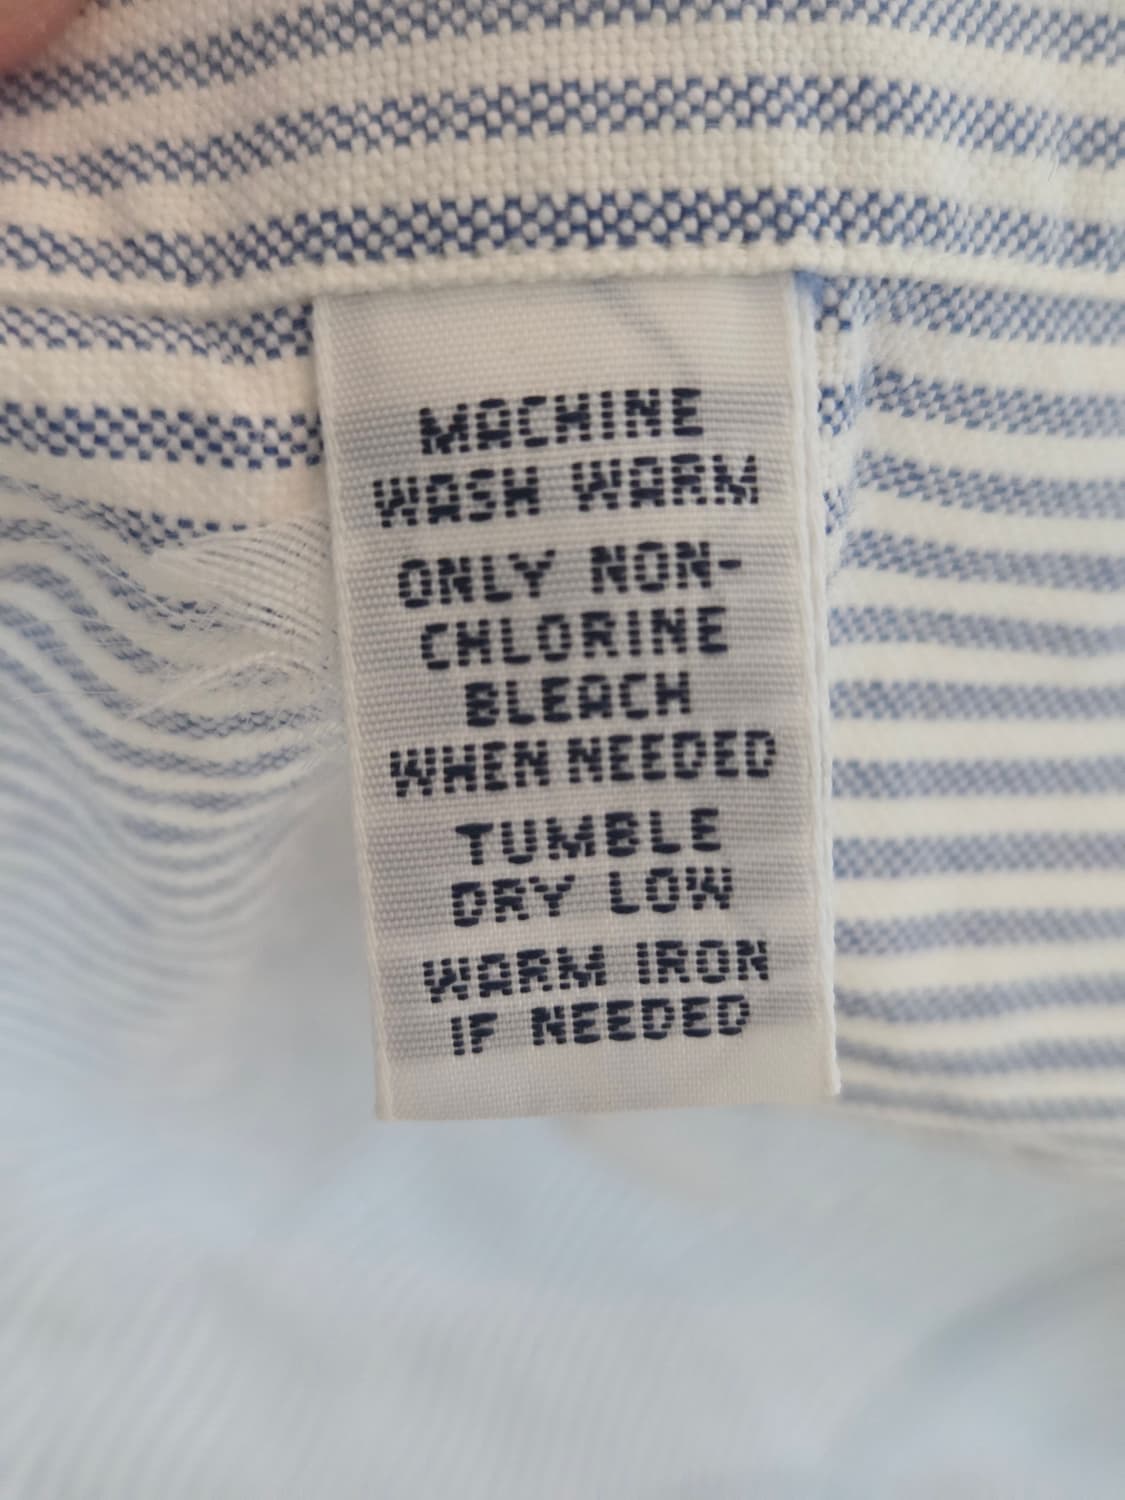 MACHINE
WASH WARM
ONLY NON-
CHLORINE
BLEACH
WHEN NEEDED
TUMBLE
DRY LOW
WARM IRON
IF NEEDED